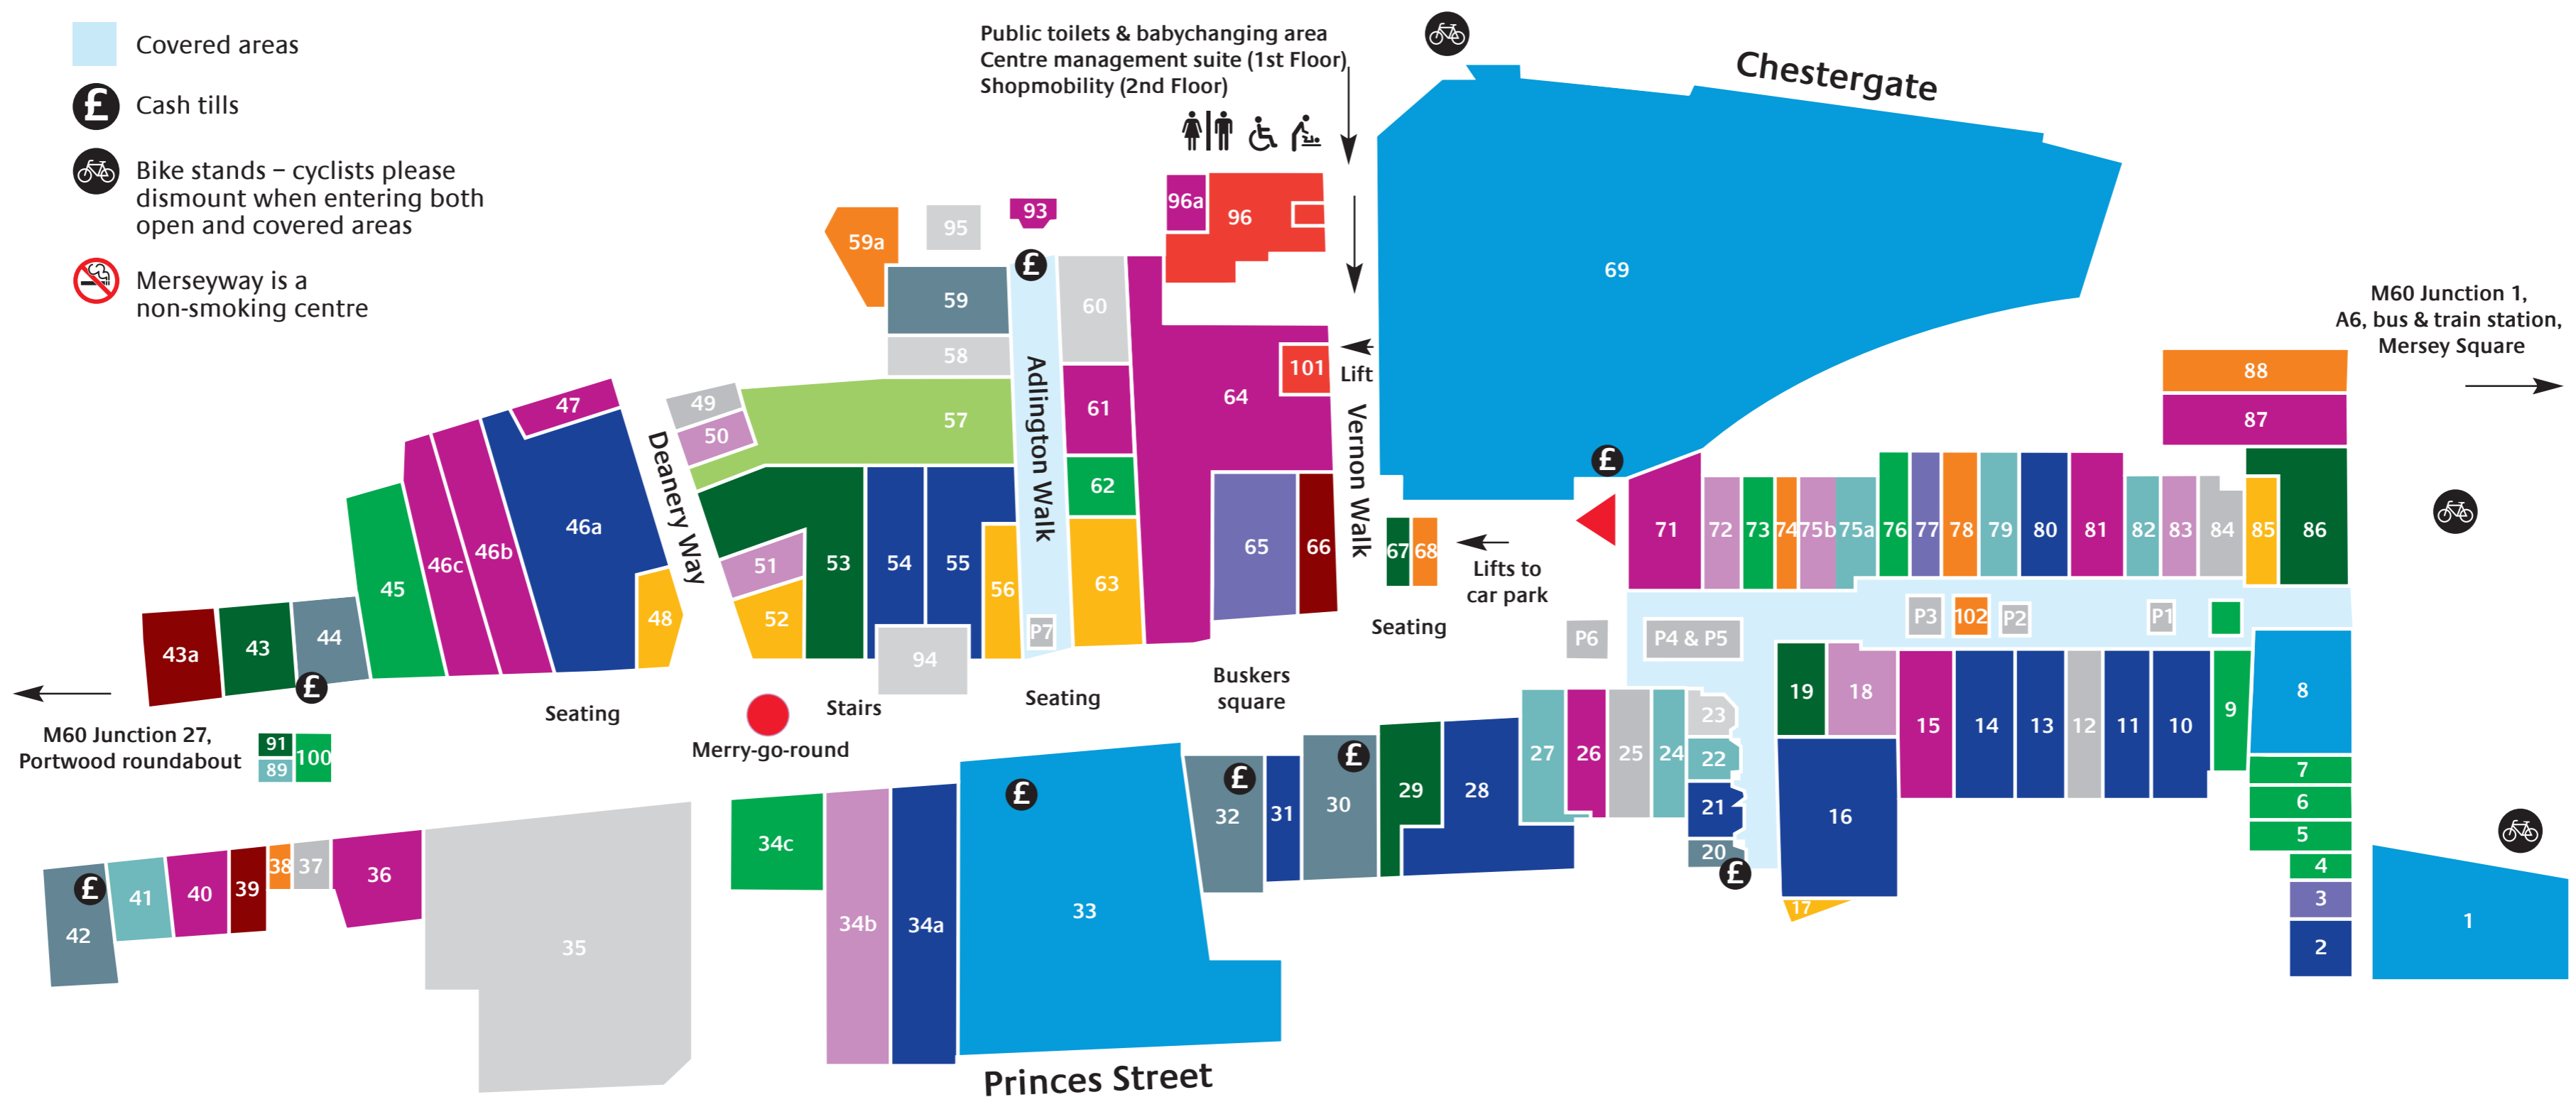 Covered areas
£
Cash tills
Bike stands – cyclists please
dismount when entering both
open and covered areas
Merseyway is a
non-smoking centre
Public toilets & babychanging area
Centre management suite (1st Floor)
Shopmobility (2nd Floor)
Chestergate
M60 Junction 1,
A6, bus & train station,
Mersey Square
69
96a
96
93
95
59a
£
59
60
58
Adlington Walk
61
64
101
Lift
Vernon Walk
57
49
50
47
Deanery Way
62
63
65
66
67
68
Lifts to
car park
Seating
£
88
87
71
72
73
74
75b
75a
76
77
78
79
80
81
82
83
84
85
86
46a
46b
46c
45
44
43
43a
£
48
51
52
53
54
55
56
P7
94
P6
P4 & P5
P3
102
P2
P1
M60 Junction 27,
Portwood roundabout
91
89
100
Seating
Merry-go-round
Stairs
Seating
Buskers
square
19
18
15
14
13
12
11
10
9
8
7
6
5
4
3
2
1
16
17
23
22
21
20
£
27
26
25
24
28
29
30
£
31
32
£
33
£
34a
34b
34c
35
36
37
38
39
40
41
42
£
Princes Street